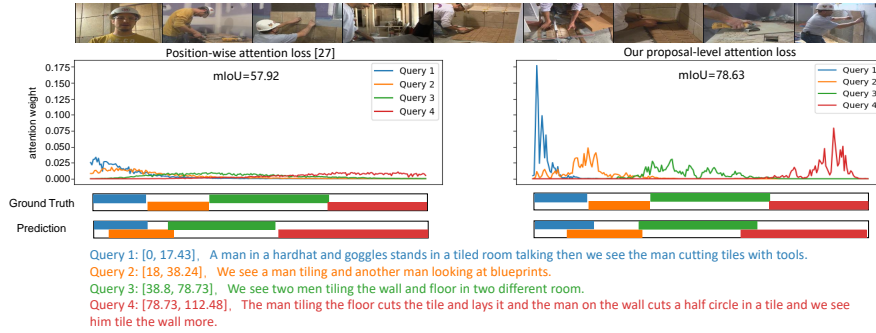 Position-wise attention loss [27]
Our proposal-level attention loss
mIoU=57.92
mIoU=78.63
Query 1
Query 2
Query 3
Query 4
Query 1
Query 2
Query 3
Query 4
attention weight
0.175
0.150
0.125
0.100
0.075
0.050
0.025
0.000
Ground Truth
Prediction
Query 1: [0, 17.43], A man in a hardhat and goggles stands in a tiled room talking then we see the man cutting tiles with tools.
Query 2: [18, 38.24], We see a man tiling and another man looking at blueprints.
Query 3: [38.8, 78.73], We see two men tiling the wall and floor in two different room.
Query 4: [78.73, 112.48], The man tiling the floor cuts the tile and lays it and the man on the wall cuts a half circle in a tile and we see
him tile the wall more.